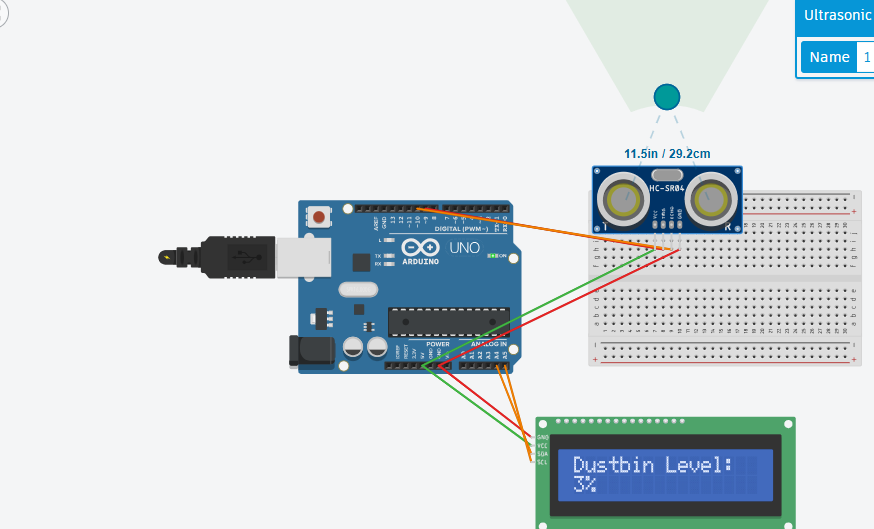 Ultrasonic
Name 1
11.5in / 29.2cm
HC-SR04
VCC
TRIG
ECHO
GND
T
R
AREF
GND
13
12
~11
~10
~9
8
7
~6
~5
4
~3
2
TX→1
RX←0
DIGITAL (PWM~)
L
TX
RX
UNO
ARDUINO
ON
POWER
ANALOG IN
IOREF
RESET
3.3V
5V
GND
GND
A0
A1
A2
A3
A4
A5
GND
VCC
SDA
SCL
Dustbin Level:
3%